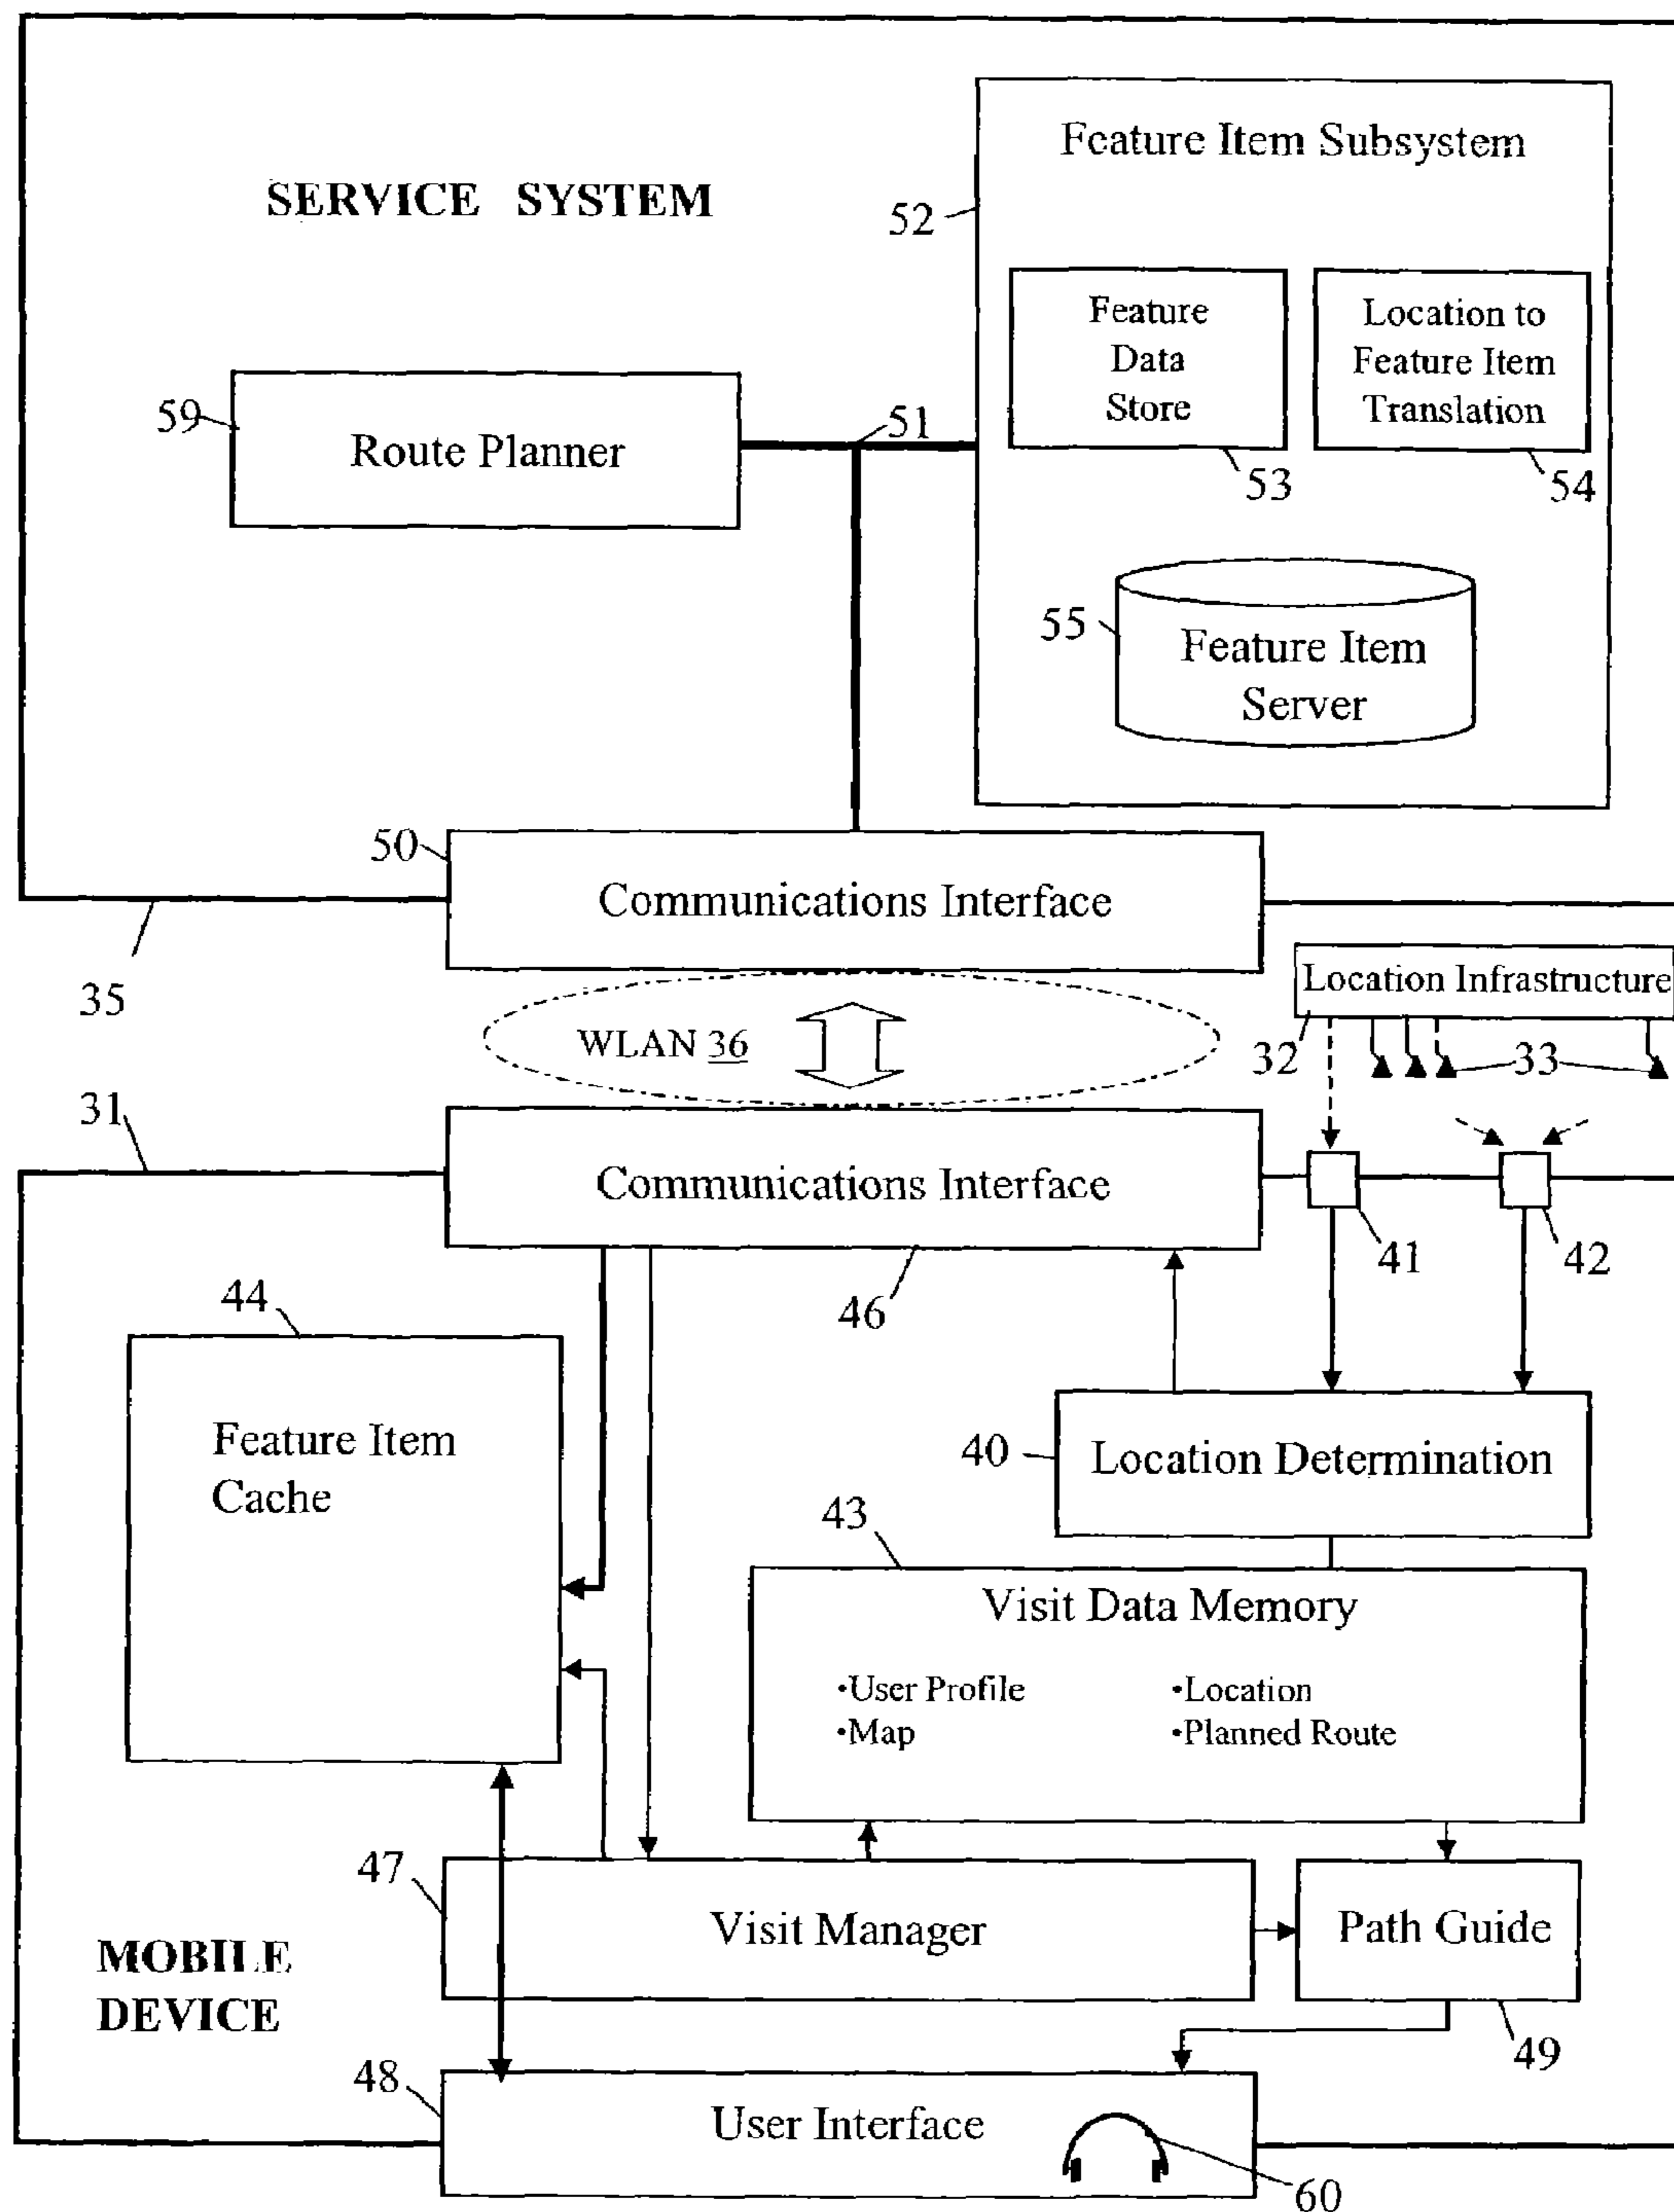 Feature Item Subsystem
SERVICE SYSTEM
52
Feature
Data
Store
Location to
Feature Item
Translation
59
Route Planner
51
53
54
55
Feature Item
Server
50
Communications Interface
35
Location Infrastructure
WLAN 36
32
33
31
Communications Interface
41
42
44
46
Feature Item
Cache
40
Location Determination
43
Visit Data Memory
•User Profile
•Location
•Map
•Planned Route
47
Visit Manager
Path Guide
MOBILE
DEVICE
49
48
User Interface
60